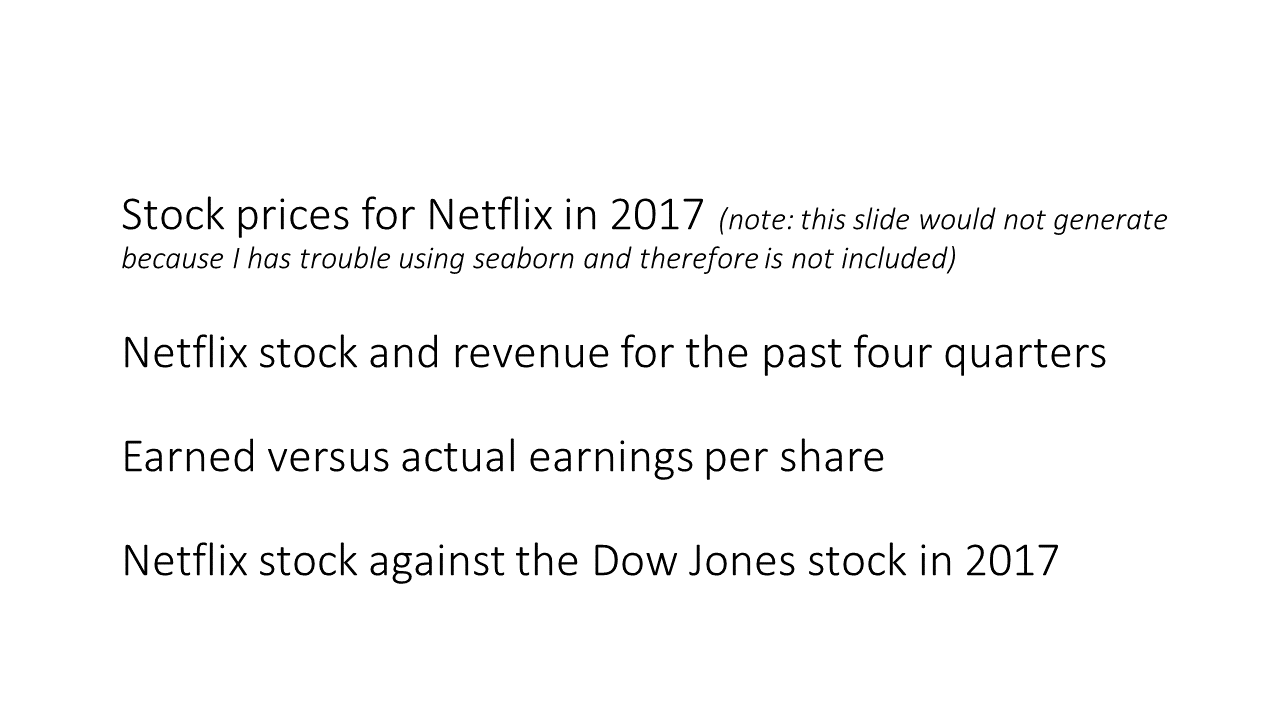 Stock prices for Netflix in 2017 (note: this slide would not generate
because I has trouble using seaborn and therefore is not included)
Netflix stock and revenue for the past four quarters
Earned versus actual earnings per share
Netflix stock against the Dow Jones stock in 2017